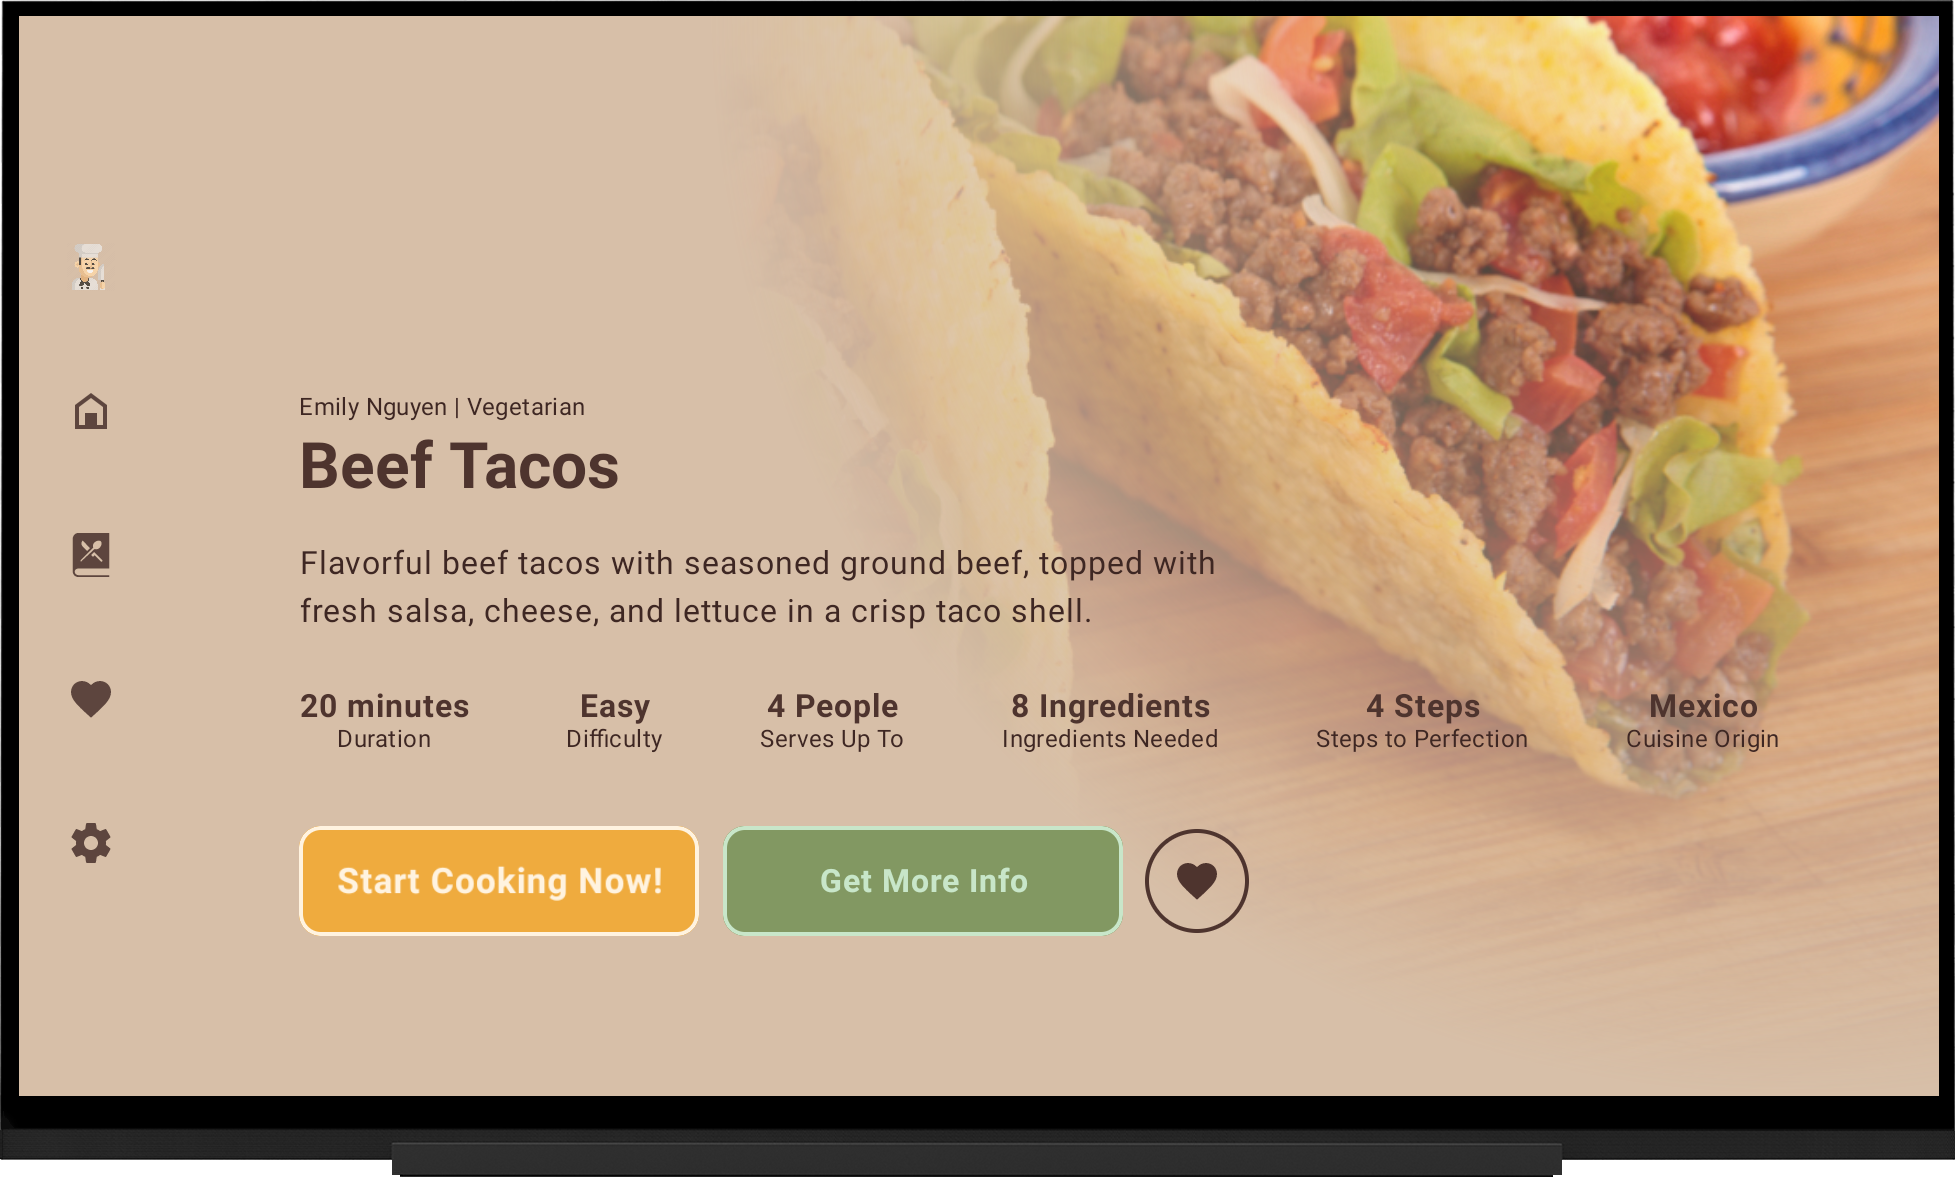 Emily Nguyen | Vegetarian
Beef Tacos
Flavorful beef tacos with seasoned ground beef, topped with
fresh salsa, cheese, and lettuce in a crisp taco shell.
20 minutes
Duration
Easy
Difficulty
4 People
Serves Up To
8 Ingredients
Ingredients Needed
4 Steps
Steps to Perfection
Mexico
Cuisine Origin
Start Cooking Now!
Get More Info